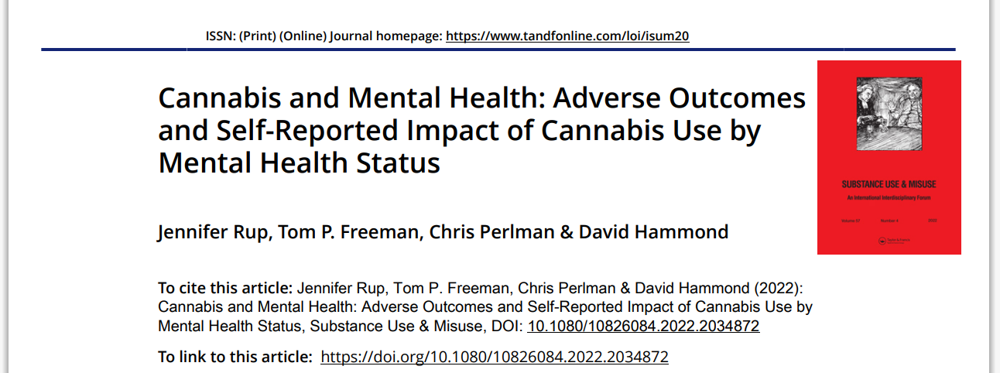 ISSN: (Print) (Online) Journal homepage: https://www.tandfonline.com/loi/isum20
Cannabis and Mental Health: Adverse Outcomes
and Self-Reported Impact of Cannabis Use by
Mental Health Status
SUBSTANCE USE & MISUSE
An International Interdisciplinary Forum
Volume 57 Number 4 2022
Taylor & Francis
Jennifer Rup, Tom P. Freeman, Chris Perlman & David Hammond
To cite this article: Jennifer Rup, Tom P. Freeman, Chris Perlman & David Hammond (2022):
Cannabis and Mental Health: Adverse Outcomes and Self-Reported Impact of Cannabis Use by
Mental Health Status, Substance Use & Misuse, DOI: 10.1080/10826084.2022.2034872
To link to this article: https://doi.org/10.1080/10826084.2022.2034872